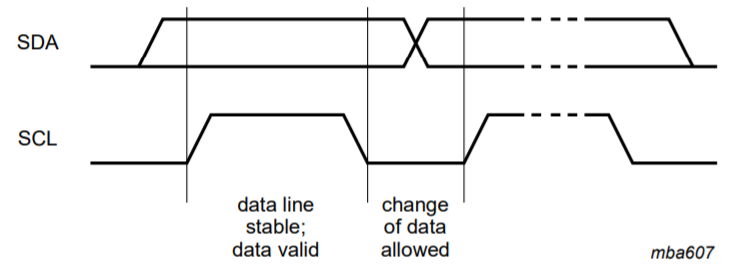 SDA
SCL
data line
stable;
data valid
change
of data
allowed
mba607